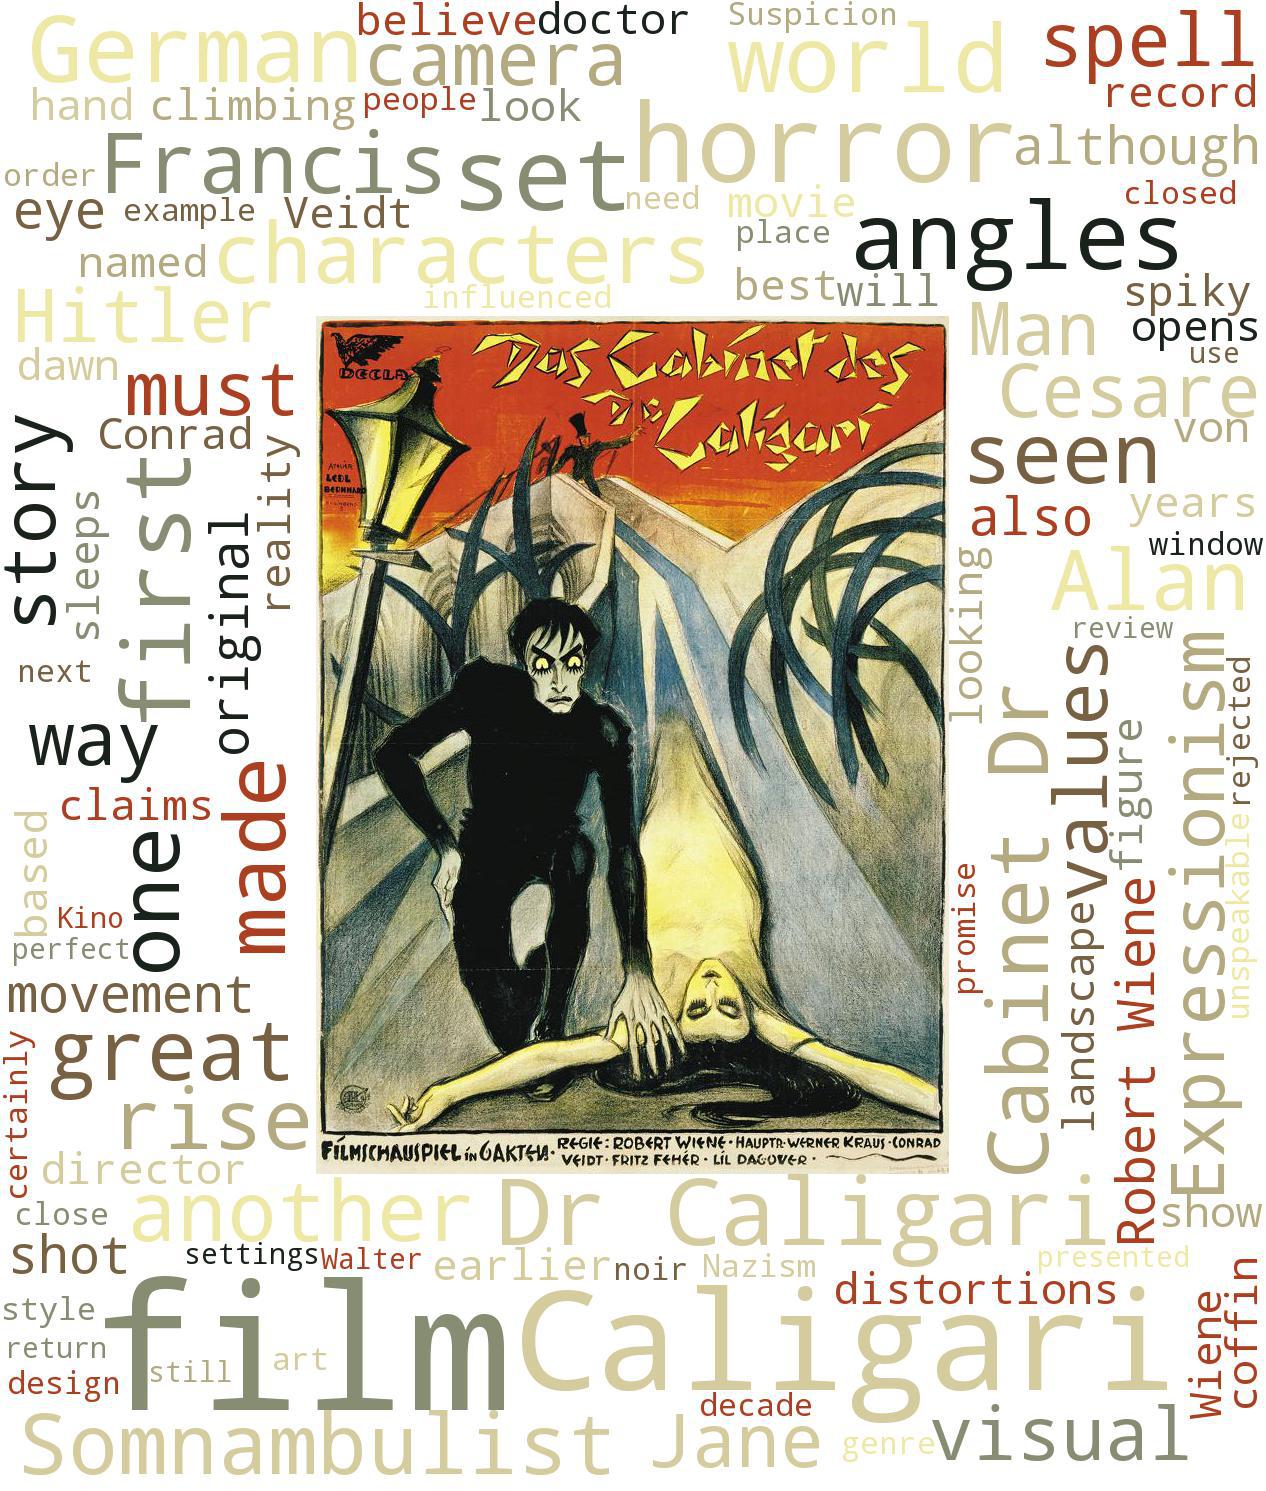 believe doctor Suspicion
German camera world spell
hand climbing people look record
horror although
order Francis set need movie closed
eye example Veidt place angles
named characters best will spiky
Hitler influenced Man opens
use
dawn must Cesare
Conrad von
story sleeps first original reality
seen
also years
window
looking Alan
review
next
way
claims
based one made
Kino
perfect
movement
great
certainly rise
director
DECLA
Das Cabinet des
Dr. Caligari
ATELIER
LEDL
BERNHARD
FILMSCHAUSPIEL in 6 AKTEN · REGIE: ROBERT WIENE · HAUPTR· WERNER KRAUS · CONRAD
VEIDT · FRITZ FEHÉR · LIL DAGOVER ·
Cabinet Dr values figure Expressionism rejected
unspeakable
promise landscape Robert Wiene
close another Dr Caligari show
shot settings Walter earlier noir Nazism presented
distortions
style film Caligari Wiene coffin
return still art
design
decade
Somnambulist Jane genre visual